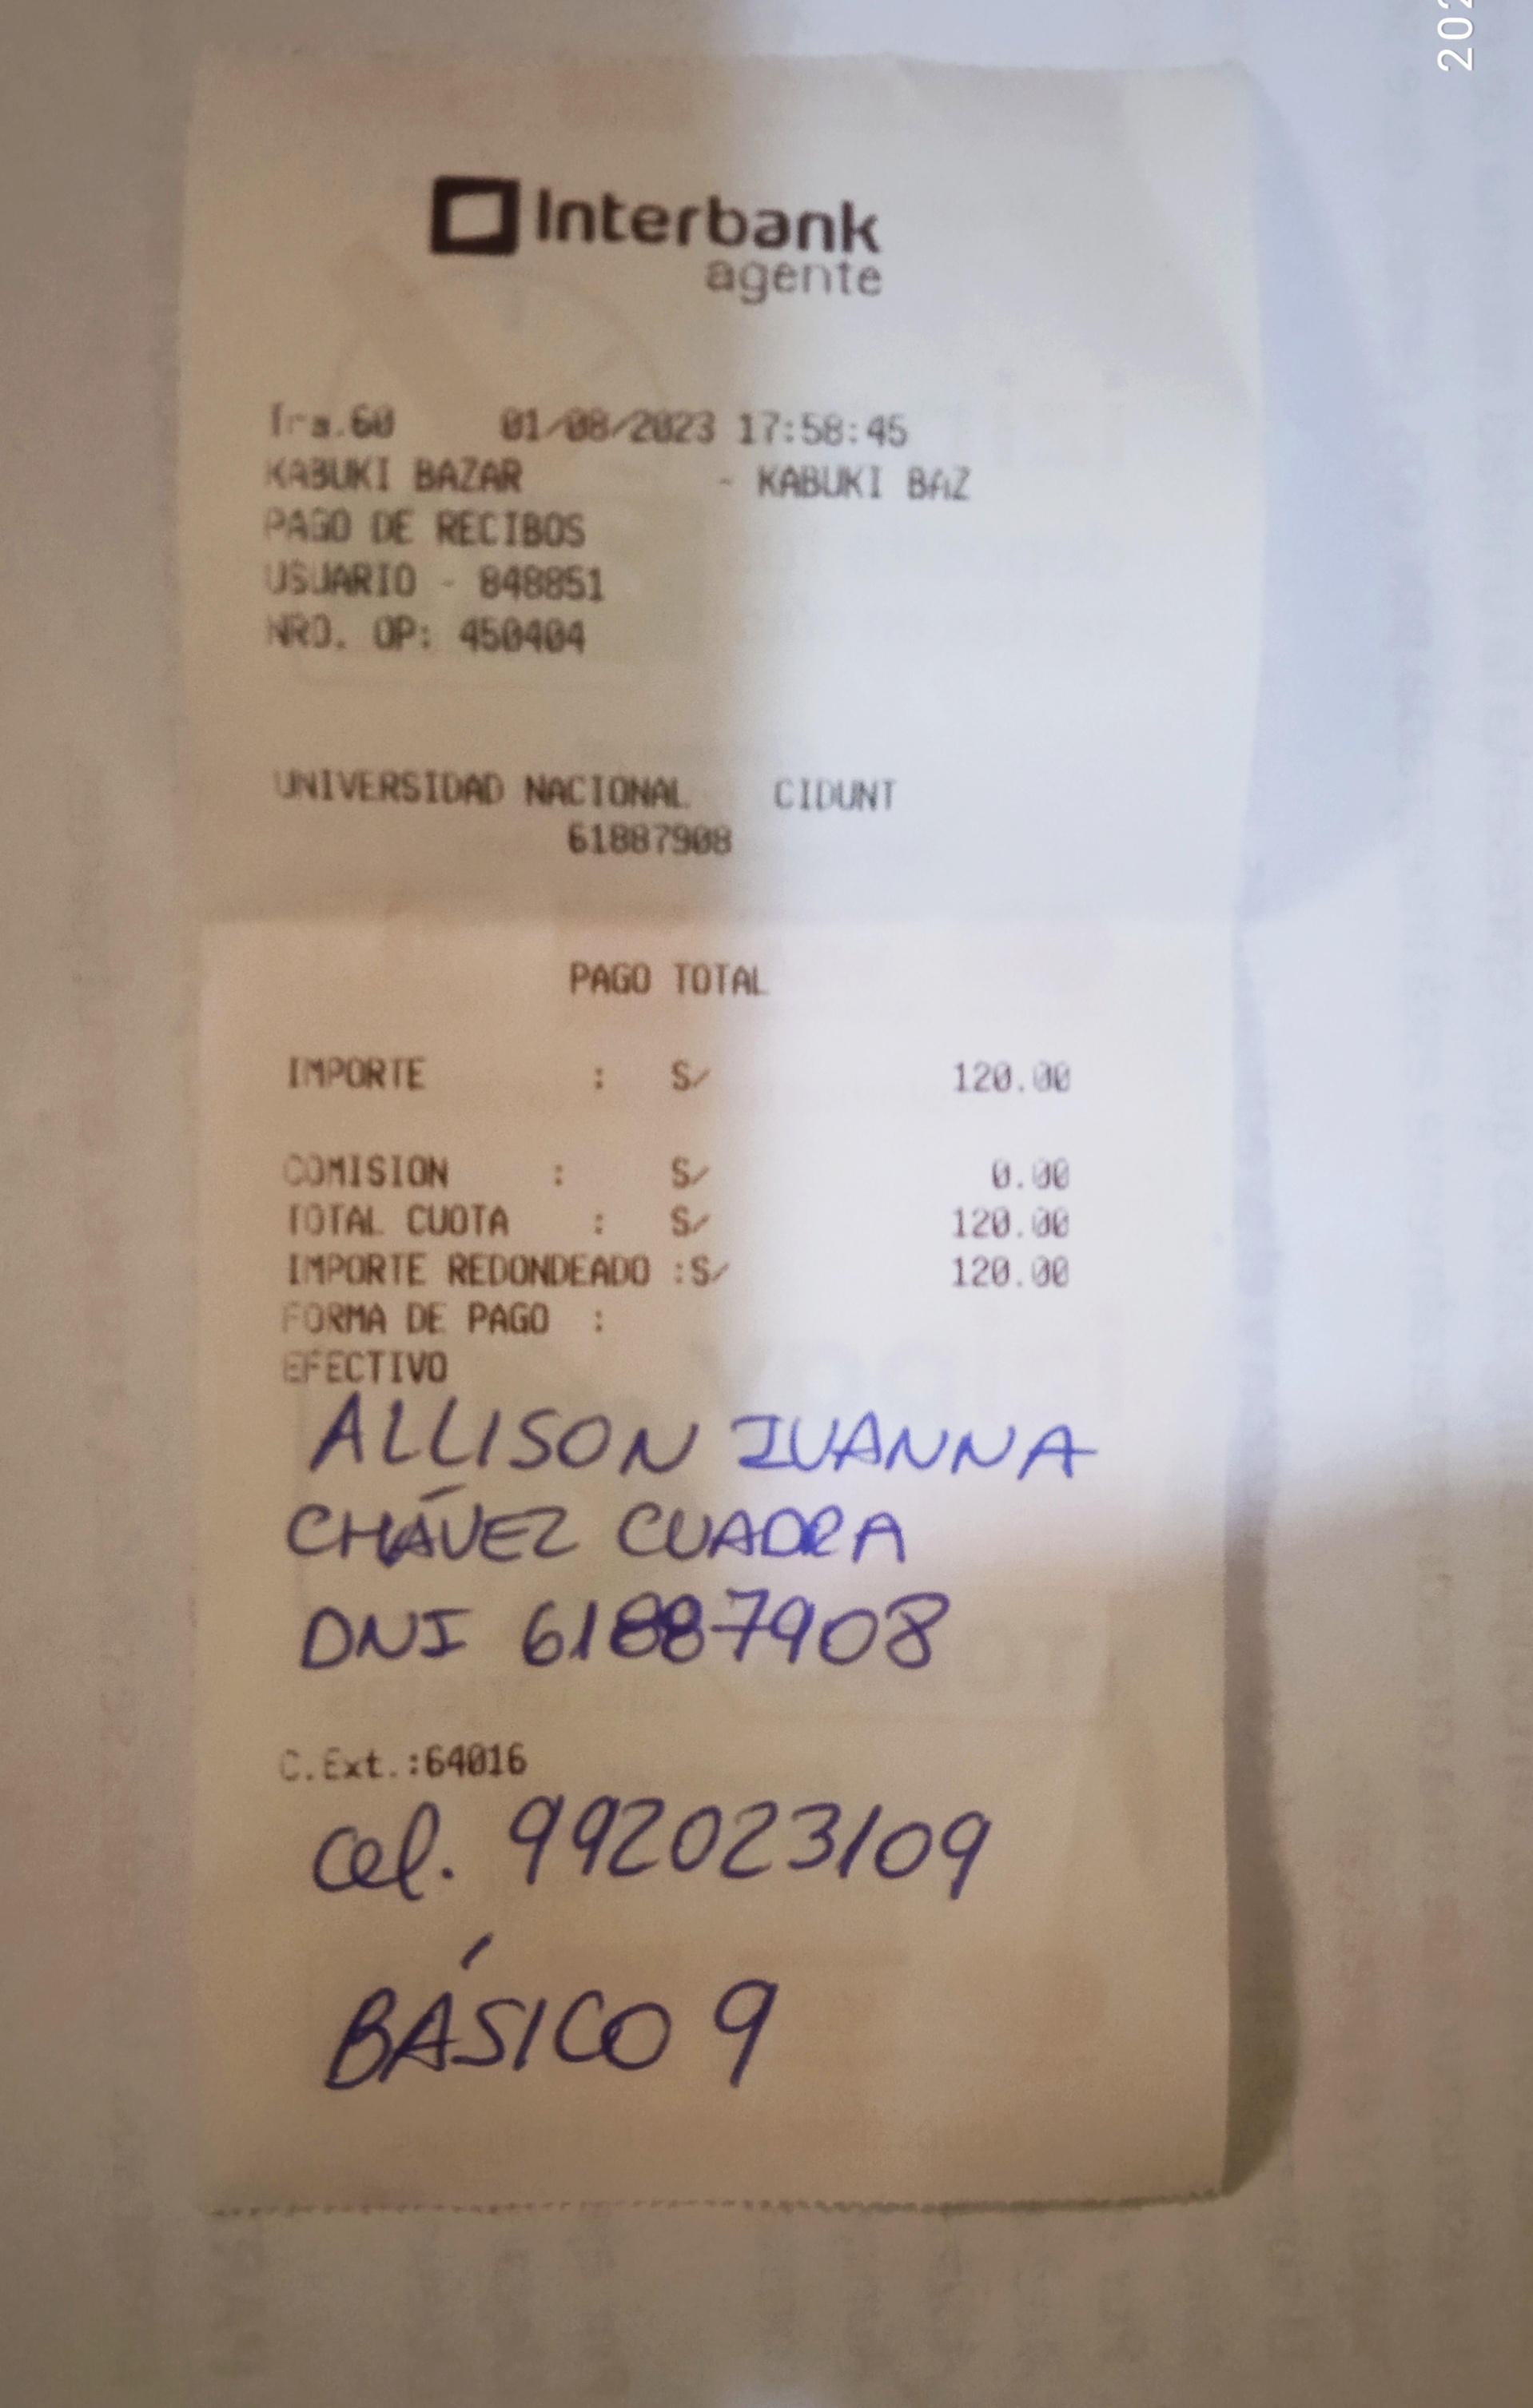 202
Interbank
agente
Tra.60 01/08/2023 17:58:45
KABUKI BAZAR - KABUKI BAZ
PAGO DE RECIBOS
USUARIO - 848851
NRO. OP: 450404
UNIVERSIDAD NACIONAL CIDUNT
61887908
PAGO TOTAL
IMPORTE : S/ 120.00
COMISION : S/ 0.00
TOTAL CUOTA : S/ 120.00
IMPORTE REDONDEADO :S/ 120.00
FORMA DE PAGO :
EFECTIVO
ALLISON IVANNA
CHÁVEZ CUADRA
DNI 61887908
C.Ext.:64016
Cel. 992023109
BÁSICO 9